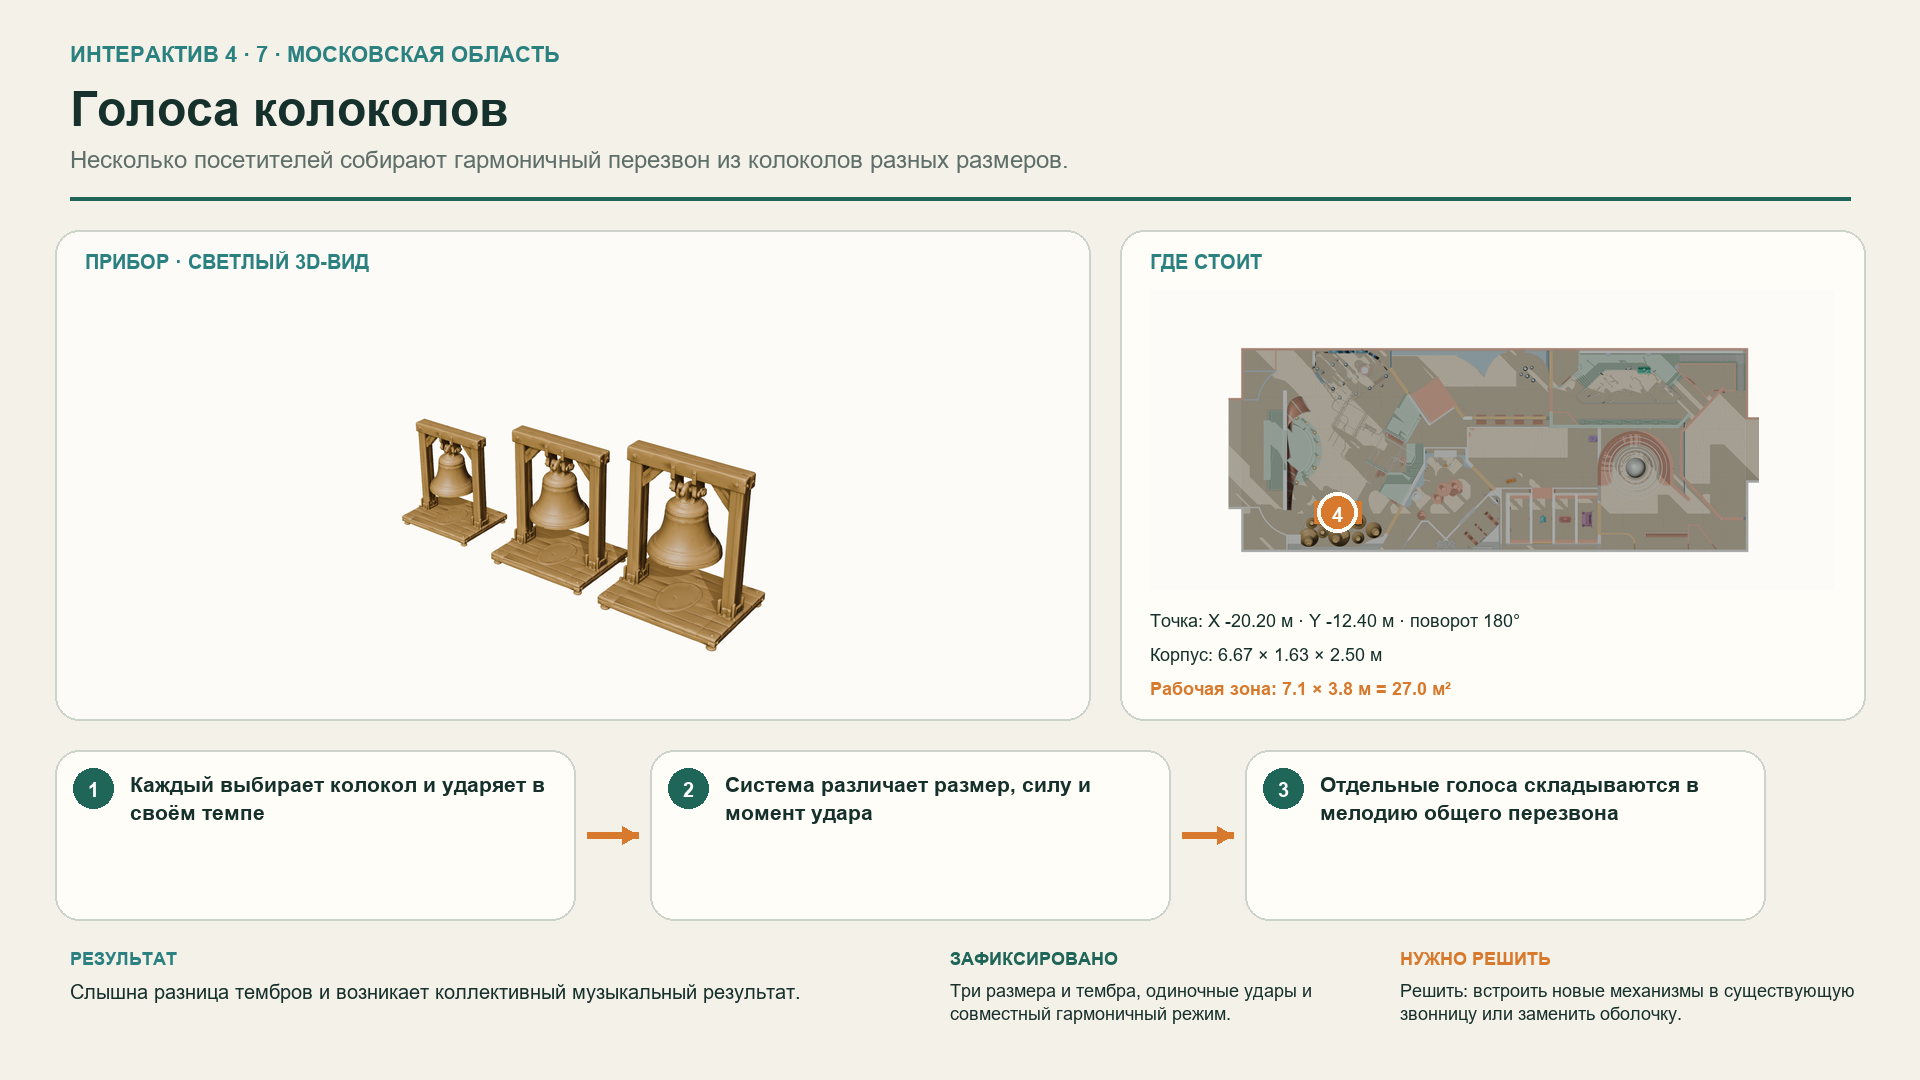 ИНТЕРАКТИВ 4 · 7 · МОСКОВСКАЯ ОБЛАСТЬ
Голоса колоколов
Несколько посетителей собирают гармоничный перезвон из колоколов разных размеров.
ПРИБОР · СВЕТЛЫЙ 3D-ВИД
ГДЕ СТОИТ
4
Точка: X -20.20 м · Y -12.40 м · поворот 180°
Корпус: 6.67 × 1.63 × 2.50 м
Рабочая зона: 7.1 × 3.8 м = 27.0 м²
1
Каждый выбирает колокол и ударяет в
своём темпе
2
Система различает размер, силу и
момент удара
3
Отдельные голоса складываются в
мелодию общего перезвона
РЕЗУЛЬТАТ
Слышна разница тембров и возникает коллективный музыкальный результат.
ЗАФИКСИРОВАНО
Три размера и тембра, одиночные удары и
совместный гармоничный режим.
НУЖНО РЕШИТЬ
Решить: встроить новые механизмы в существующую
звонницу или заменить оболочку.